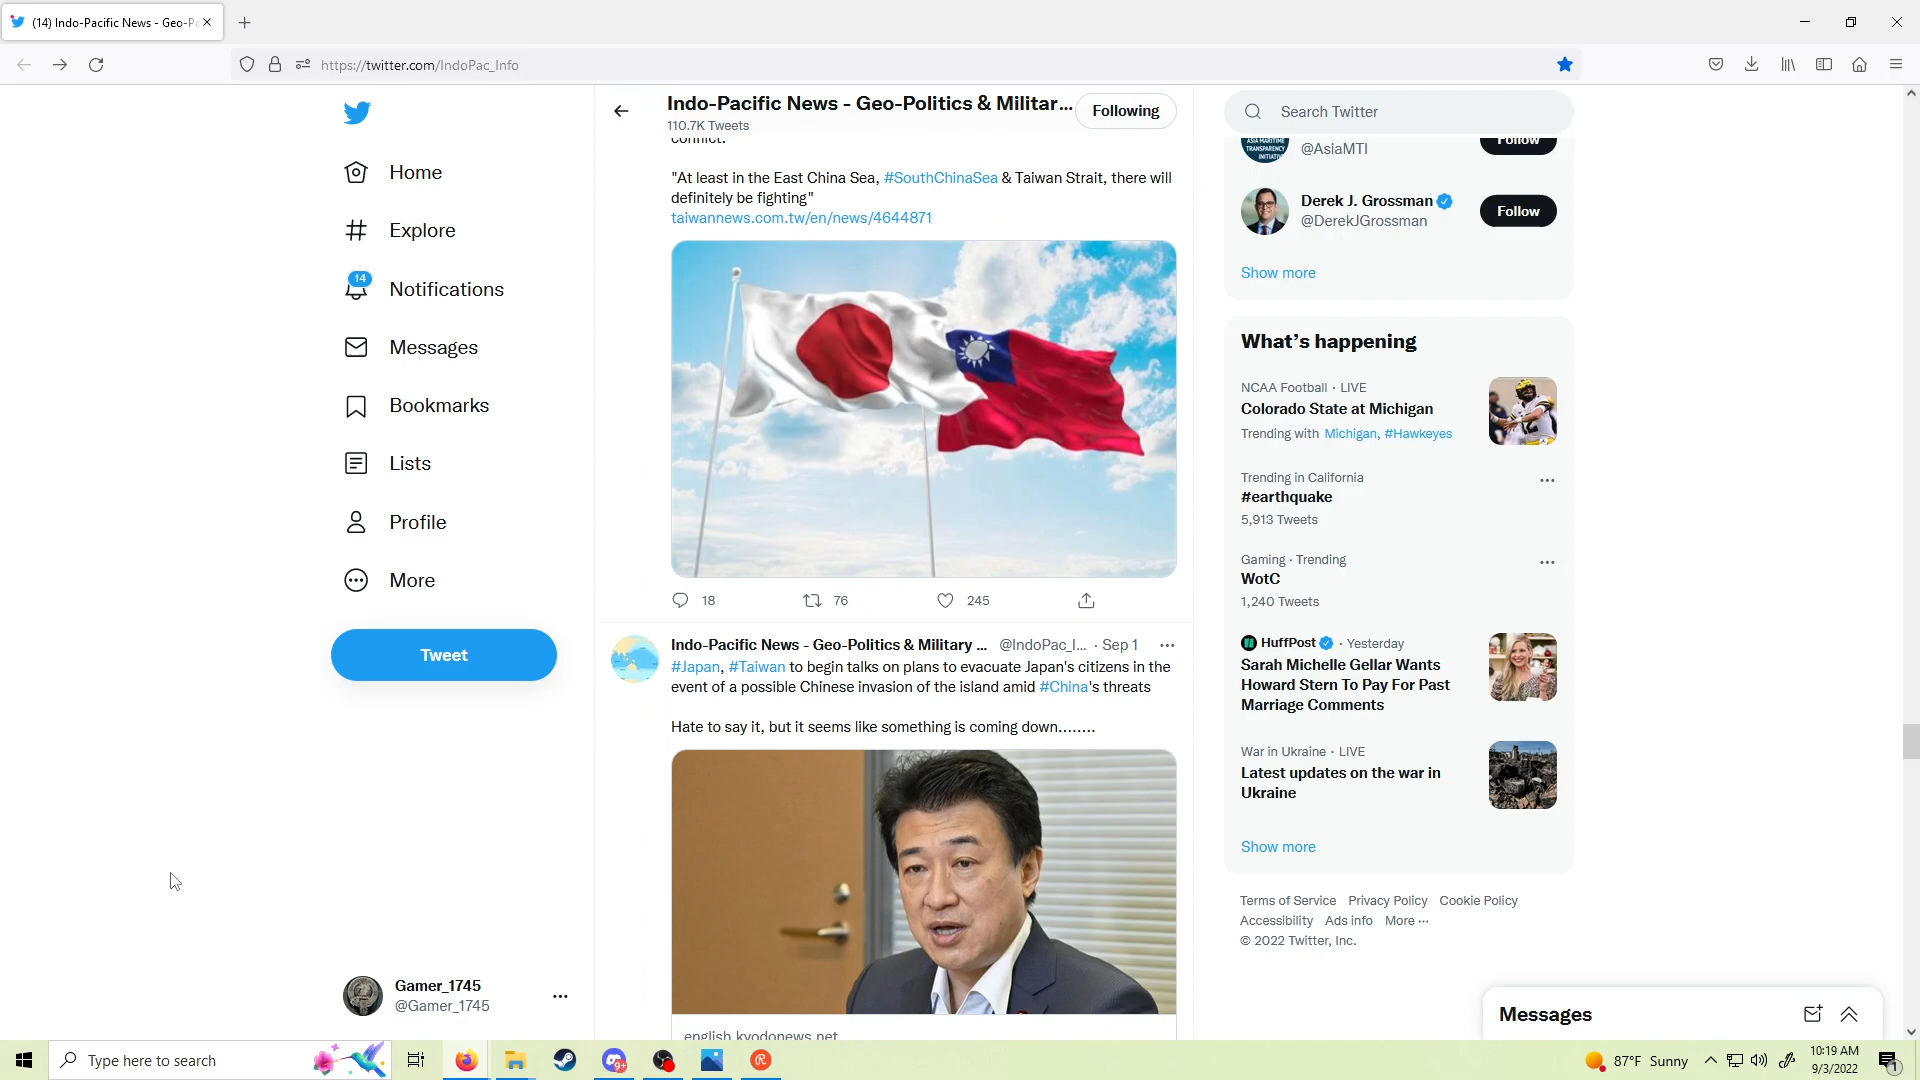 (14) Indo-Pacific News - Geo-Po
https://twitter.com/IndoPac_Info
Home
Explore
14
Notifications
Messages
Bookmarks
Lists
Profile
More
Tweet
Gamer_1745
@Gamer_1745
Indo-Pacific News - Geo-Politics & Militar...
110.7K Tweets
Following
conflict.
"At least in the East China Sea, #SouthChinaSea & Taiwan Strait, there will
definitely be fighting"
taiwannews.com.tw/en/news/4644871
18 76 245
Indo-Pacific News - Geo-Politics & Military ... @IndoPac_I... · Sep 1
#Japan, #Taiwan to begin talks on plans to evacuate Japan's citizens in the
event of a possible Chinese invasion of the island amid #China's threats
Hate to say it, but it seems like something is coming down........
english.kyodonews.net
Search Twitter
ASIA MARITIME
TRANSPARENCY
INITIATIVE
@AsiaMTI
Follow
Derek J. Grossman
@DerekJGrossman
Follow
Show more
What's happening
NCAA Football · LIVE
Colorado State at Michigan
Trending with Michigan, #Hawkeyes
Trending in California
#earthquake
5,913 Tweets
Gaming · Trending
WotC
1,240 Tweets
HuffPost · Yesterday
Sarah Michelle Gellar Wants
Howard Stern To Pay For Past
Marriage Comments
War in Ukraine · LIVE
Latest updates on the war in
Ukraine
Show more
Terms of Service Privacy Policy Cookie Policy
Accessibility Ads info More ···
© 2022 Twitter, Inc.
Messages
Type here to search
9+
87°F Sunny
10:19 AM
9/3/2022
1